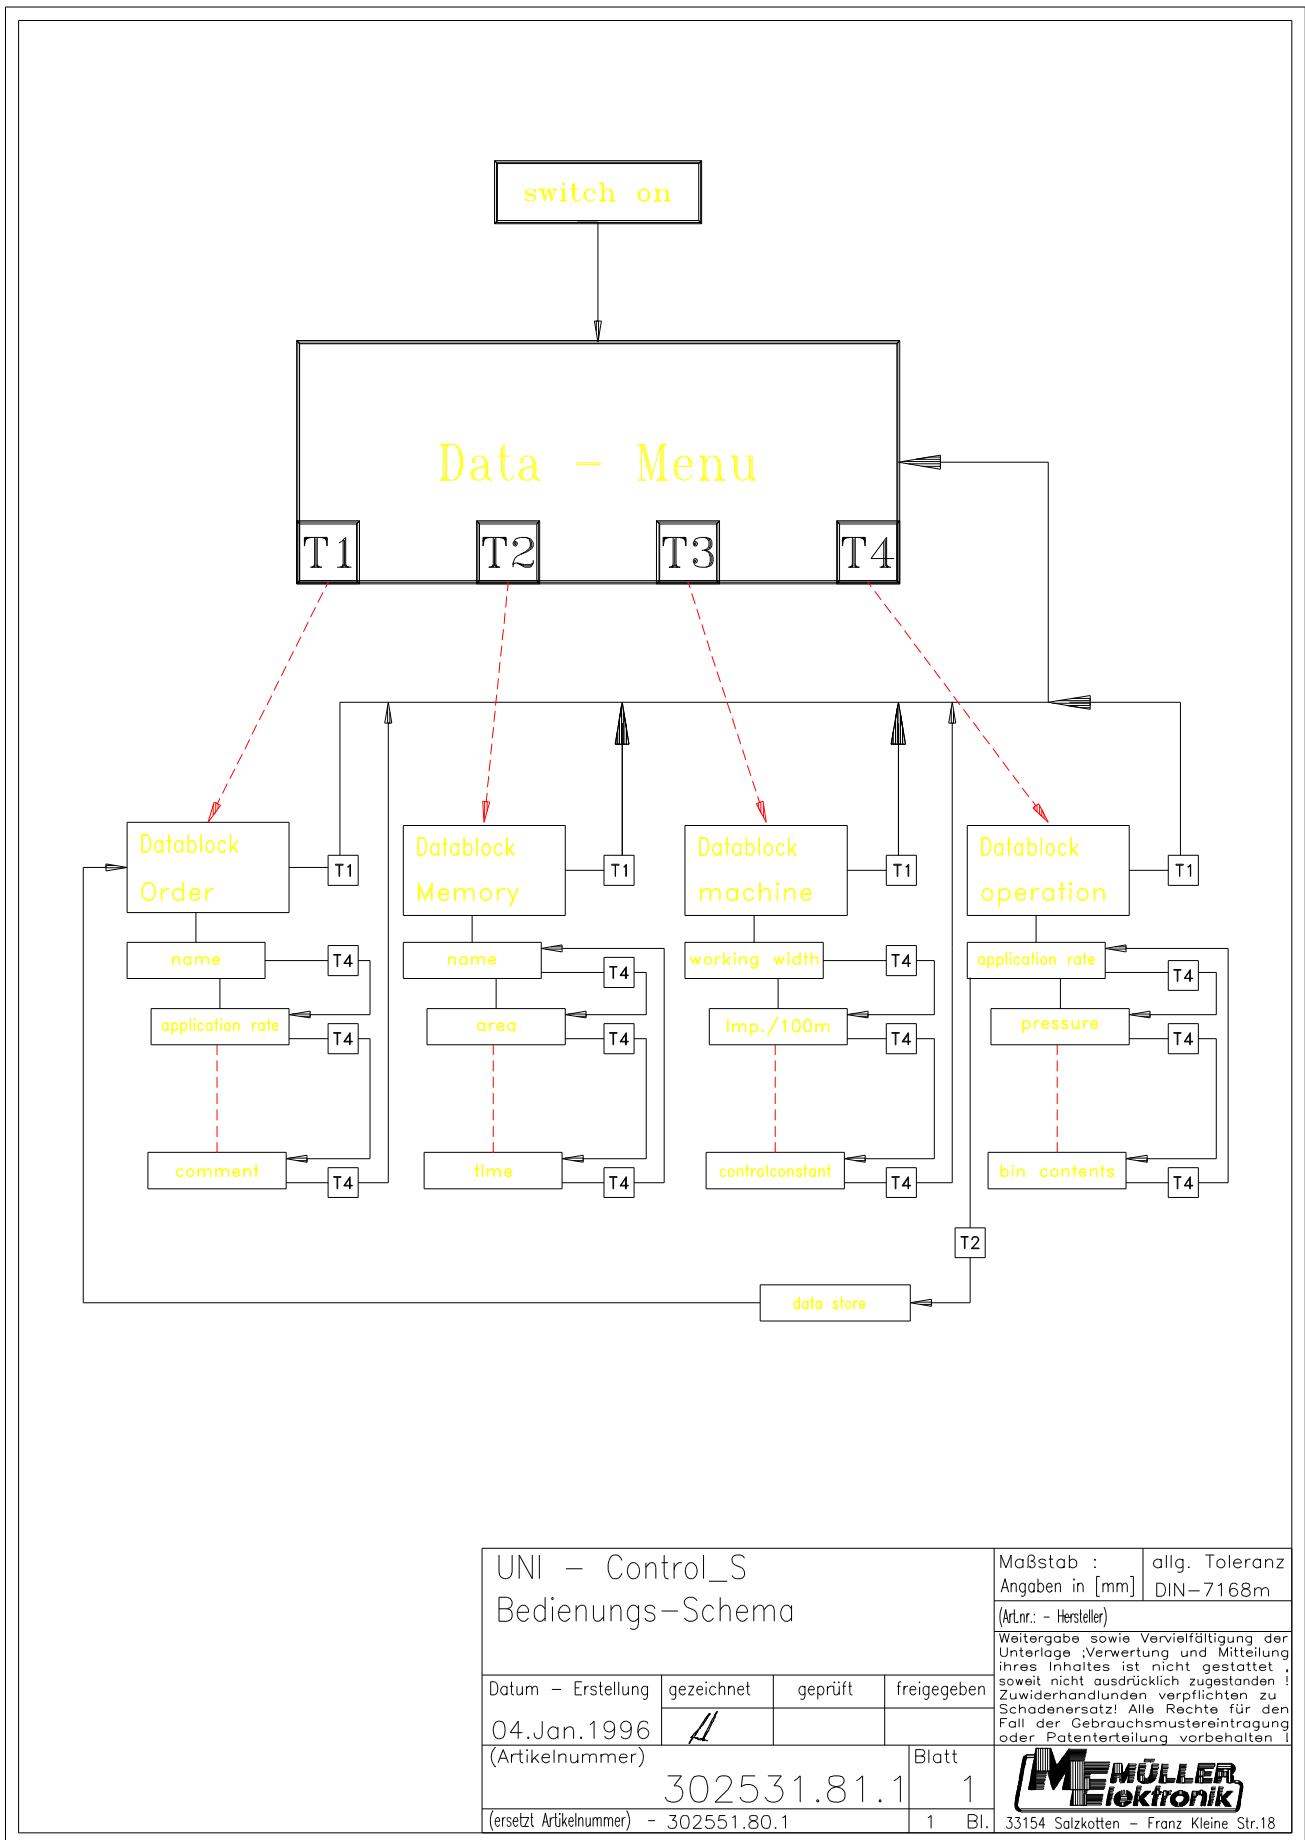 switch on
Data - Menu
T1 T2 T3 T4
Datablock
Order
T1
Datablock
Memory
T1
Datablock
machine
T1
Datablock
operation
T1
name
T4
name
T4
working width
T4
application rate
T4
application rate
T4
area
T4
Imp./100m
T4
pressure
T4
comment
T4
time
T4
controlconstant
T4
bin contents
T4
T2
data store
UNI - Control_S
Bedienungs-Schema
Maßstab :
Angaben in [mm]
allg. Toleranz
DIN-7168m
(Art.nr.: - Hersteller)
Weitergabe sowie Vervielfältigung der
Unterlage ;Verwertung und Mitteilung
ihres Inhaltes ist nicht gestattet ,
soweit nicht ausdrücklich zugestanden !
Zuwiderhandlunden verpflichten zu
Schadenersatz! Alle Rechte für den
Fall der Gebrauchsmustereintragung
oder Patenterteilung vorbehalten !
Datum - Erstellung
gezeichnet
geprüft
freigegeben
04.Jan.1996
(Artikelnummer)
302531.81.1
Blatt
1
(ersetzt Artikelnummer) - 302551.80.1
1 Bl.
MÜLLER
Elektronik
33154 Salzkotten - Franz Kleine Str.18